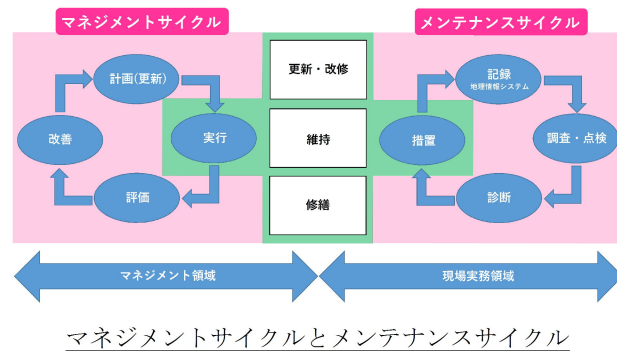 マネジメントサイクル
メンテナンスサイクル
計画(更新)
実行
評価
改善
更新・改修
維持
修繕
記録
地理情報システム
調査・点検
診断
措置
マネジメント領域
現場実務領域
マネジメントサイクルとメンテナンスサイクル